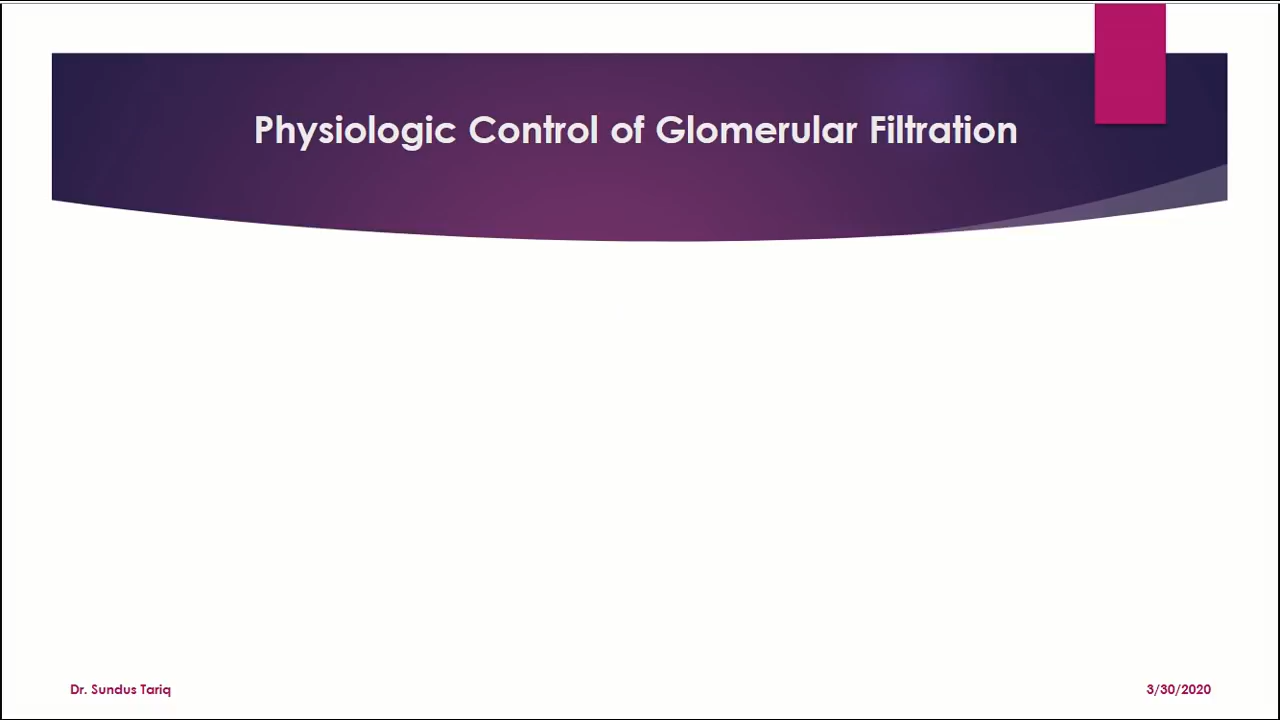 Physiologic Control of Glomerular Filtration
Dr. Sundus Tariq
3/30/2020